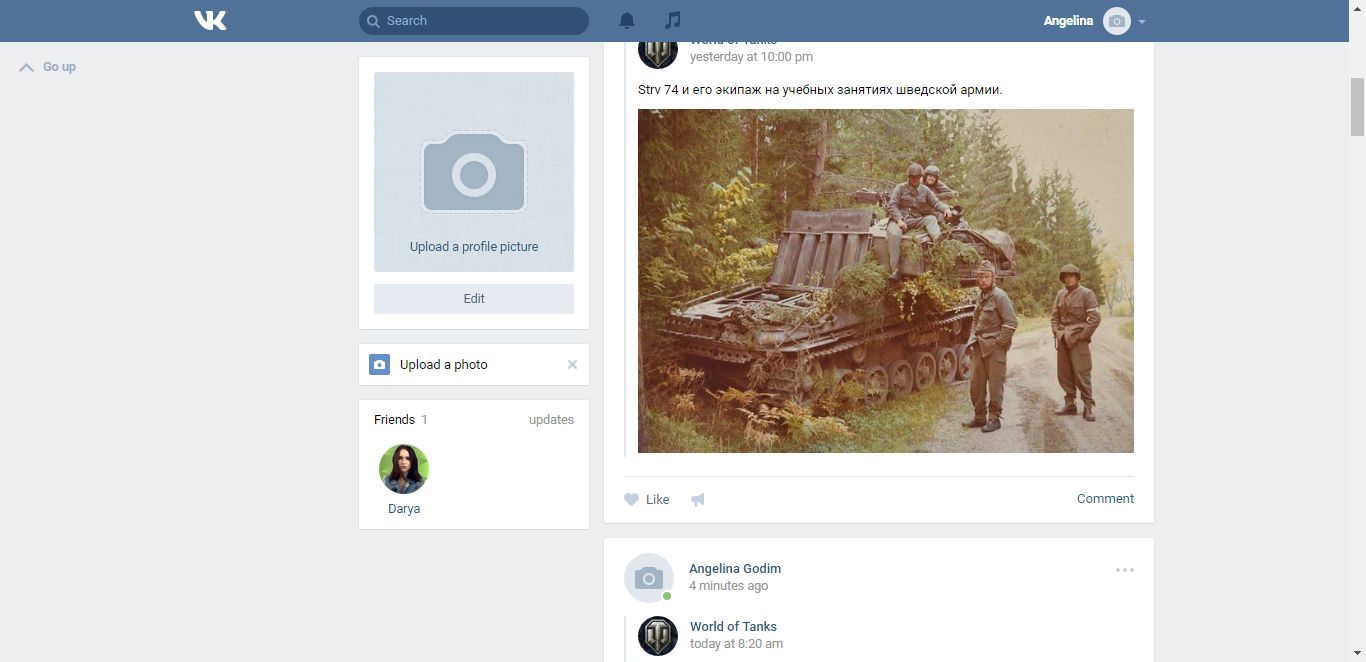 Search
Angelina
Go up
World of Tanks
yesterday at 10:00 pm
Strv 74 и его экипаж на учебных занятиях шведской армии.
Upload a profile picture
Edit
Upload a photo
Friends 1 updates
Darya
Like
Comment
Angelina Godim
4 minutes ago
World of Tanks
today at 8:20 am